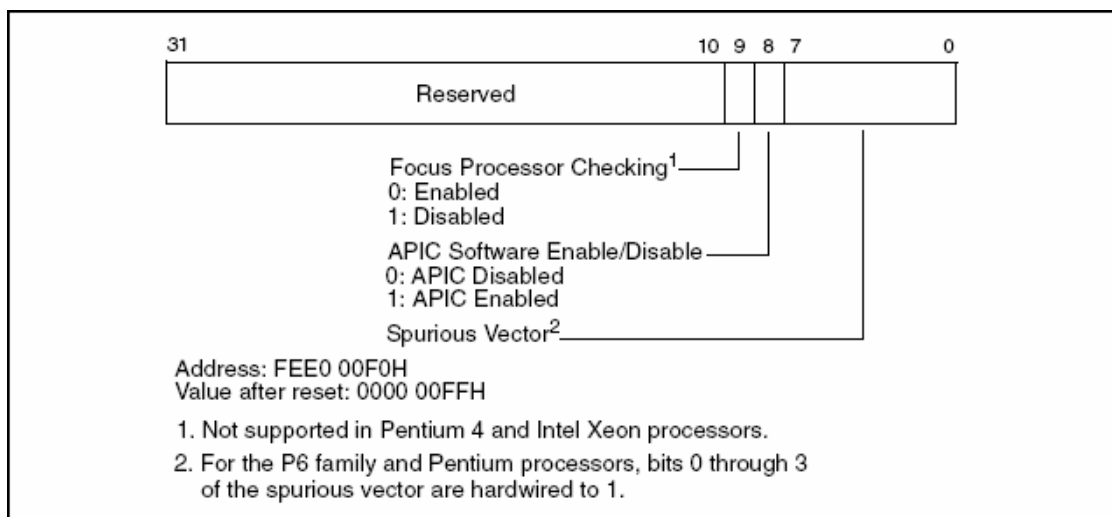 31 10 9 8 7 0
Reserved
Focus Processor Checking1
0: Enabled
1: Disabled
APIC Software Enable/Disable
0: APIC Disabled
1: APIC Enabled
Spurious Vector2
Address: FEE0 00F0H
Value after reset: 0000 00FFH
1. Not supported in Pentium 4 and Intel Xeon processors.
2. For the P6 family and Pentium processors, bits 0 through 3
of the spurious vector are hardwired to 1.